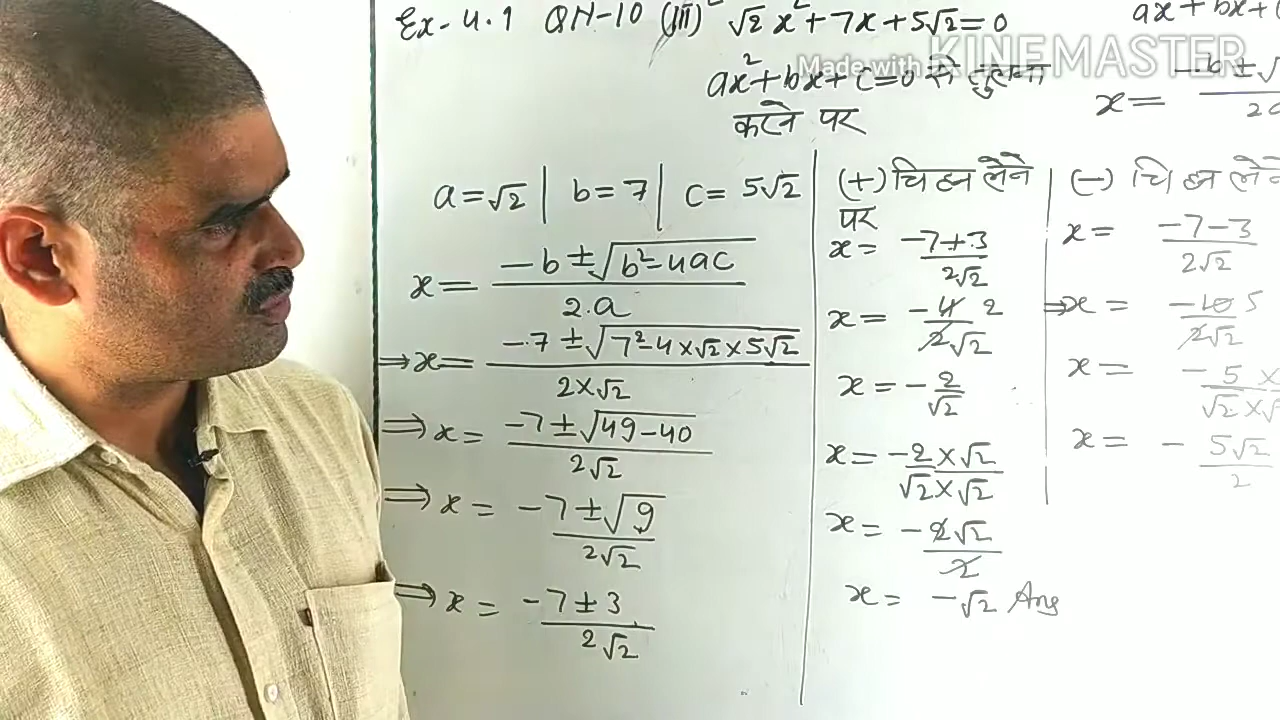 Ex-4.1 QN-10 (III) √2 x² + 7x + 5√2 = 0
Made with KINEMASTER
ax² + bx + c = 0 से तुलना
करने पर
a = √2 | b = 7 | c = 5√2
x = (-b ± √(b² - 4ac)) / 2.a
⇒ x = (-7 ± √(7² - 4 × √2 × 5√2)) / (2 × √2)
⇒ x = (-7 ± √(49 - 40)) / 2√2
⇒ x = (-7 ± √9) / 2√2
⇒ x = (-7 ± 3) / 2√2
(+) चिह्न लेने
पर
x = (-7 + 3) / 2√2
x = -4 2 / 2√2
x = -2 / √2
x = (-2 × √2) / (√2 × √2)
x = -2√2 / 2
x = -√2 Ans
ax + bx +
x = (-b ± √ / 2a
(-) चिह्न लेने
x = (-7 - 3) / 2√2
⇒ x = -10 5 / 2√2
x = -5 × / √2 × √
x = -5√2 / 2